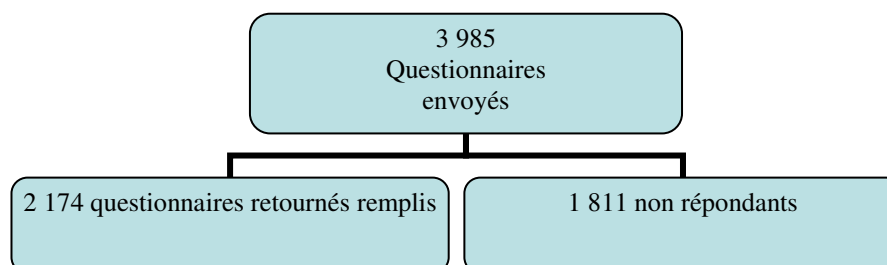 3 985
Questionnaires
envoyés
2 174 questionnaires retournés remplis
1 811 non répondants